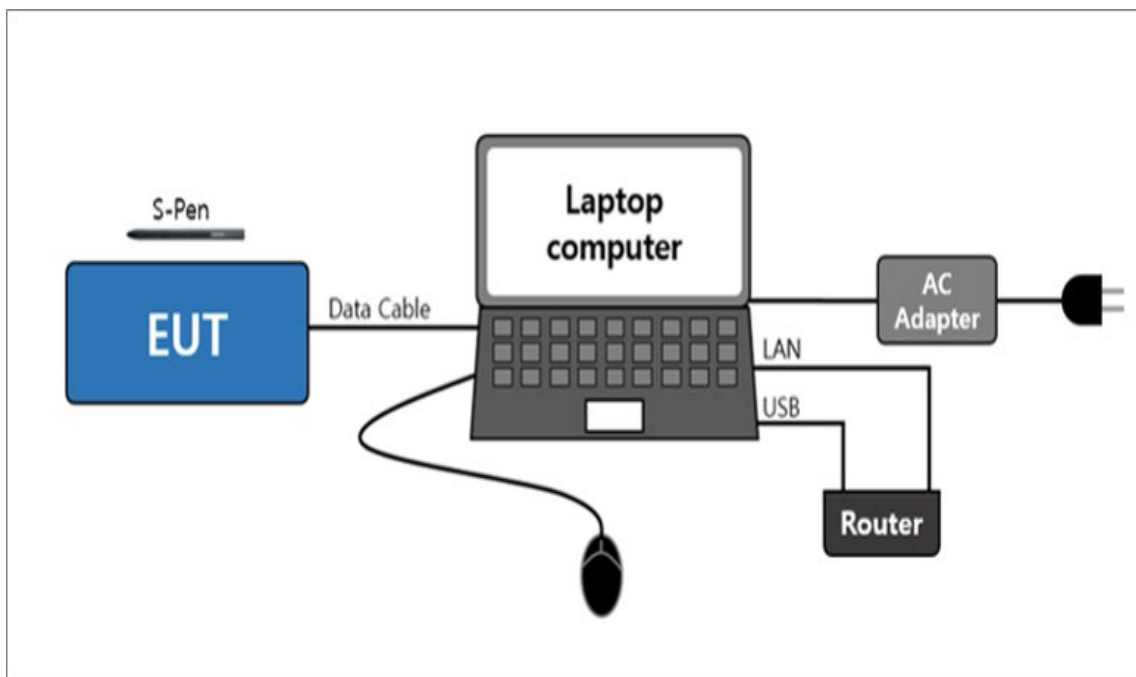 S-Pen
EUT
Data Cable
Laptop
computer
AC
Adapter
LAN
USB
Router